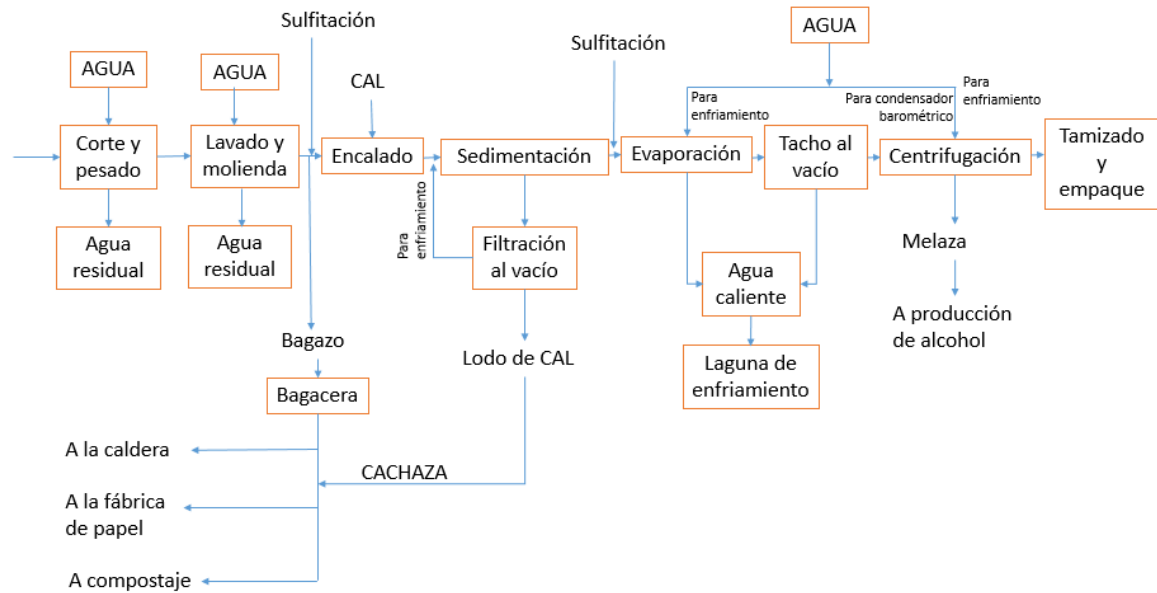 Sulfitación
AGUA
AGUA
CAL
Sulfitación
AGUA
Para
enfriamiento
Para condensador
barométrico
Para
enfriamiento
Corte y
pesado
Lavado y
molienda
Encalado
Sedimentación
Evaporación
Tacho al
vacío
Centrifugación
Tamizado
y
empaque
Agua
residual
Agua
residual
Para
enfriamiento
Filtración
al vacío
Agua
caliente
Melaza
Bagazo
Lodo de CAL
Laguna de
enfriamiento
A producción
de alcohol
Bagacera
A la caldera
CACHAZA
A la fábrica
de papel
A compostaje